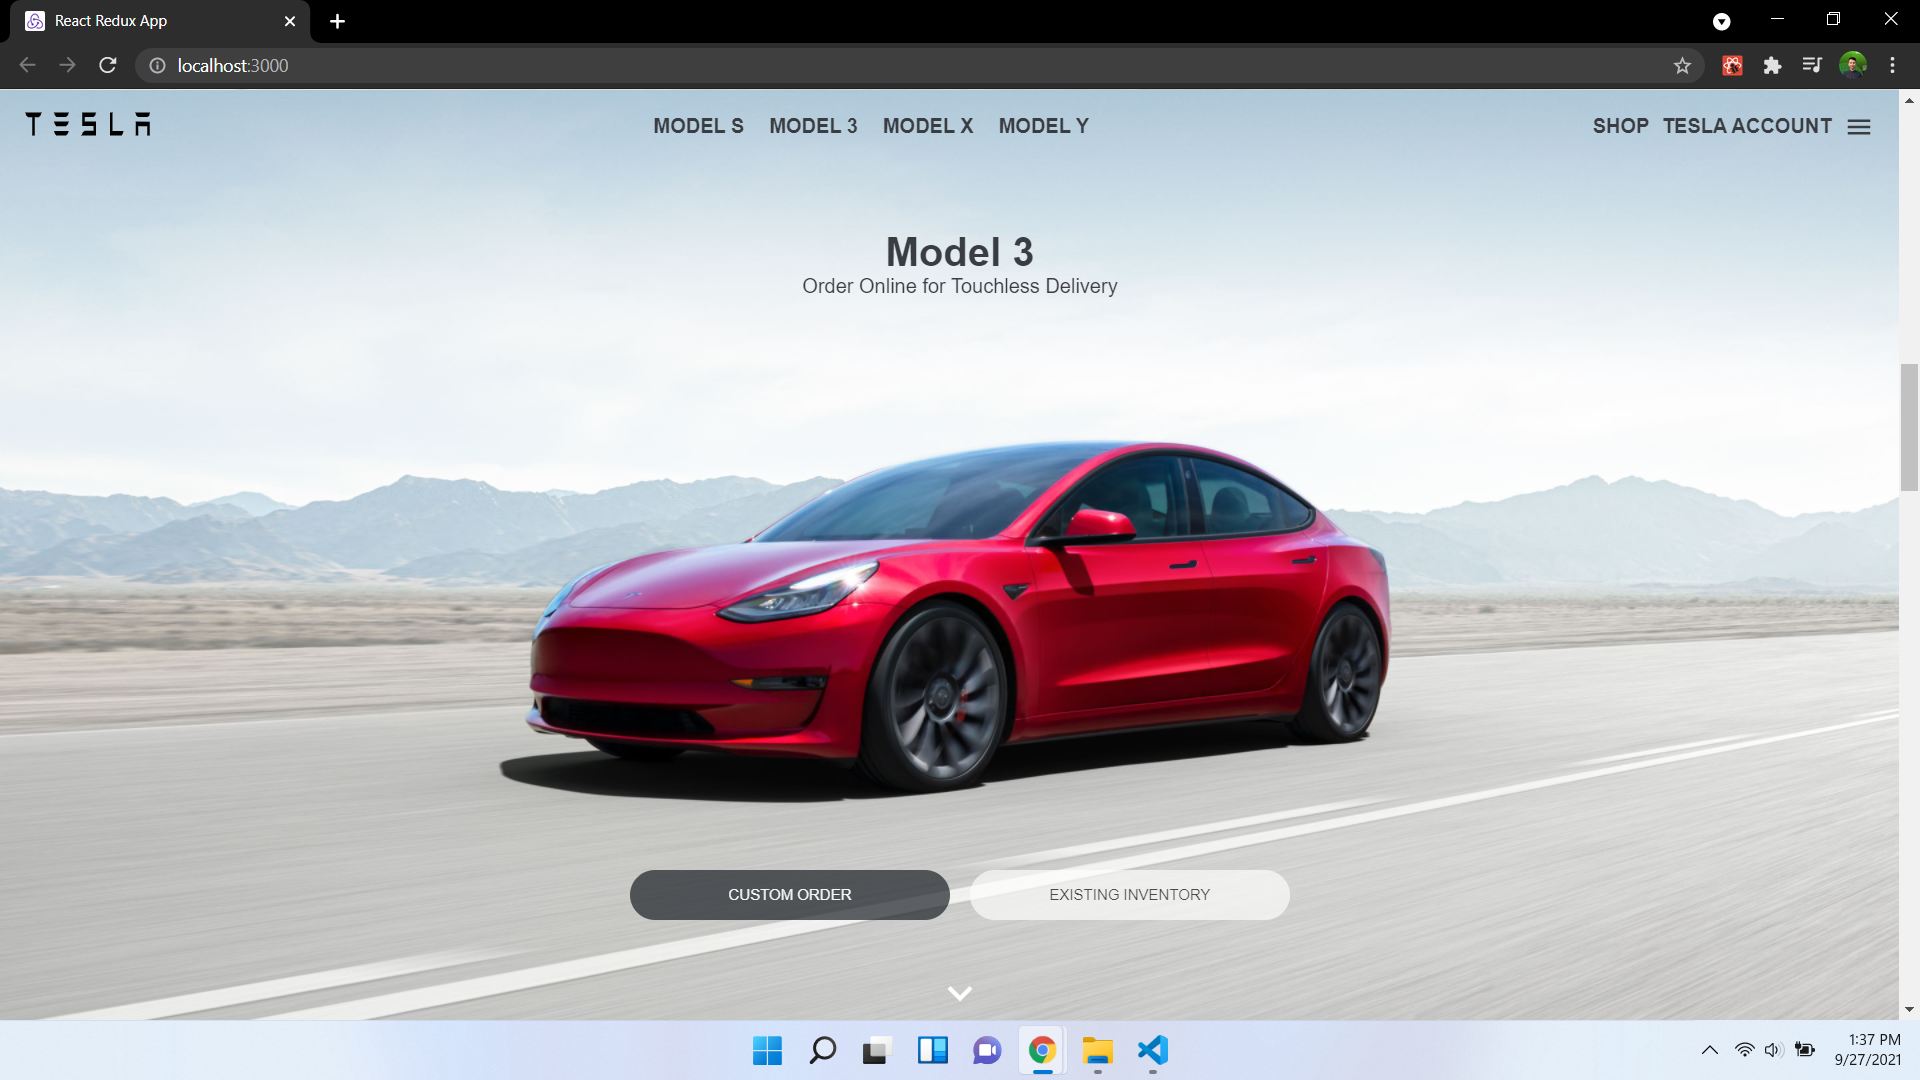 React Redux App
localhost:3000
TESLA
MODEL S MODEL 3 MODEL X MODEL Y
SHOP TESLA ACCOUNT
Model 3
Order Online for Touchless Delivery
CUSTOM ORDER
EXISTING INVENTORY
1:37 PM
9/27/2021